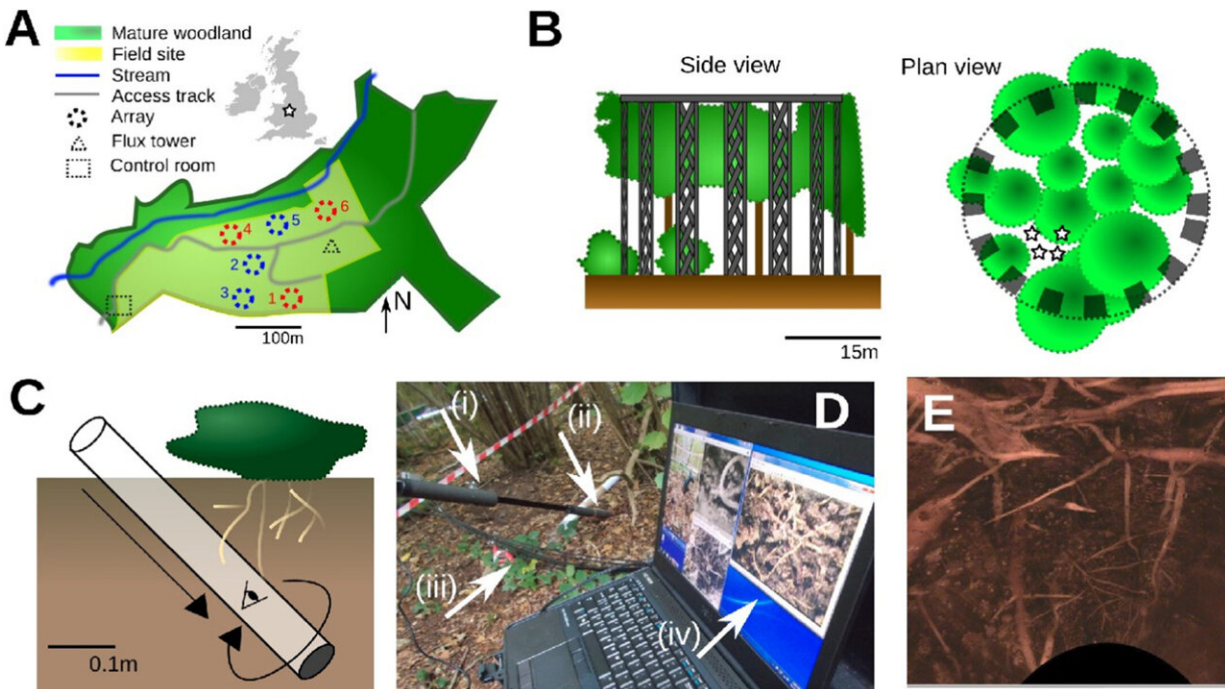 A
Mature woodland
Field site
Stream
Access track
Array
Flux tower
Control room
6
5
4
2
3
1
N
100m
B
Side view
Plan view
15m
C
0.1m
D
(i)
(ii)
(iii)
(iv)
E